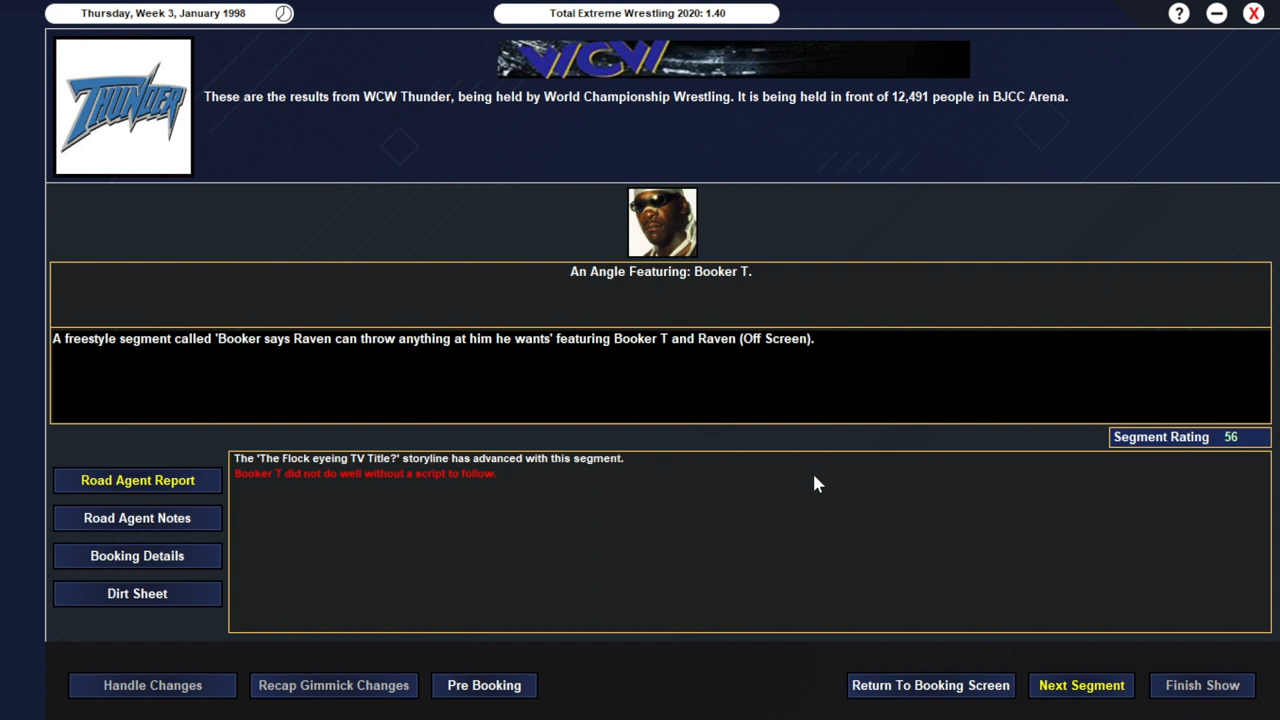 Thursday, Week 3, January 1998
Total Extreme Wrestling 2020: 1.40
?
X
THUNDER
WCW
These are the results from WCW Thunder, being held by World Championship Wrestling. It is being held in front of 12,491 people in BJCC Arena.
An Angle Featuring: Booker T.
A freestyle segment called 'Booker says Raven can throw anything at him he wants' featuring Booker T and Raven (Off Screen).
Segment Rating 56
The 'The Flock eyeing TV Title?' storyline has advanced with this segment.
Booker T did not do well without a script to follow.
Road Agent Report
Road Agent Notes
Booking Details
Dirt Sheet
Handle Changes
Recap Gimmick Changes
Pre Booking
Return To Booking Screen
Next Segment
Finish Show